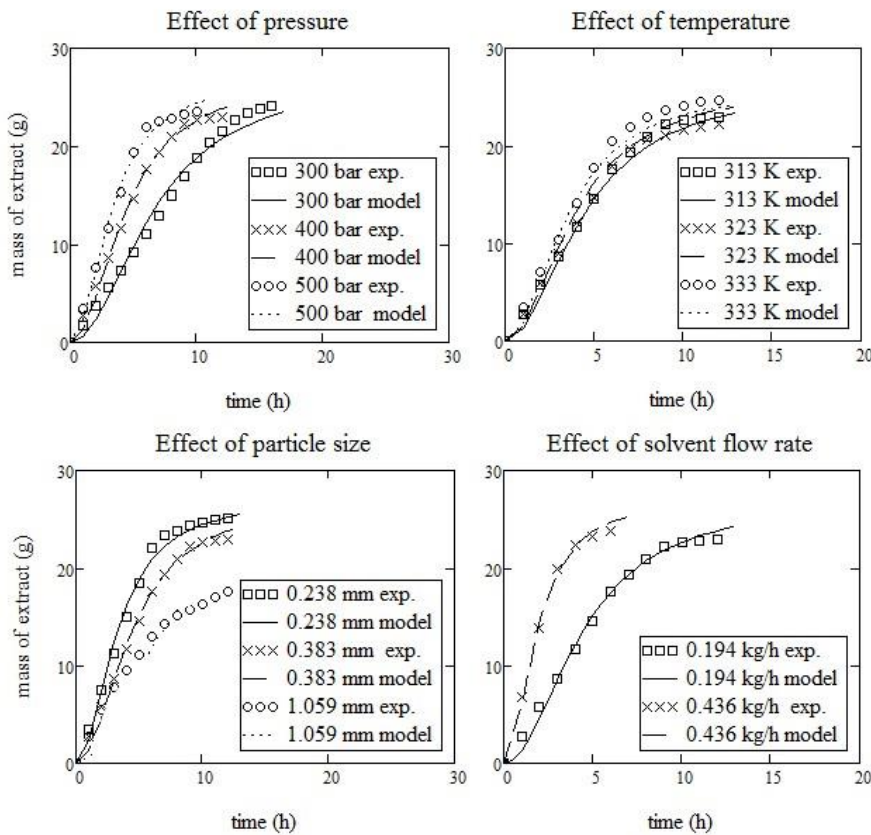 Effect of pressure
30
20
10
0
0
10
20
30
mass of extract (g)
time (h)
300 bar exp.
300 bar model
400 bar exp.
400 bar model
500 bar exp.
500 bar model
Effect of temperature
30
20
10
0
0
5
10
15
20
time (h)
313 K exp.
313 K model
323 K exp.
323 K model
333 K exp.
333 K model
Effect of particle size
30
20
10
0
0
10
20
30
mass of extract (g)
time (h)
0.238 mm exp.
0.238 mm model
0.383 mm exp.
0.383 mm model
1.059 mm exp.
1.059 mm model
Effect of solvent flow rate
30
20
10
0
0
5
10
15
20
time (h)
0.194 kg/h exp.
0.194 kg/h model
0.436 kg/h exp.
0.436 kg/h model